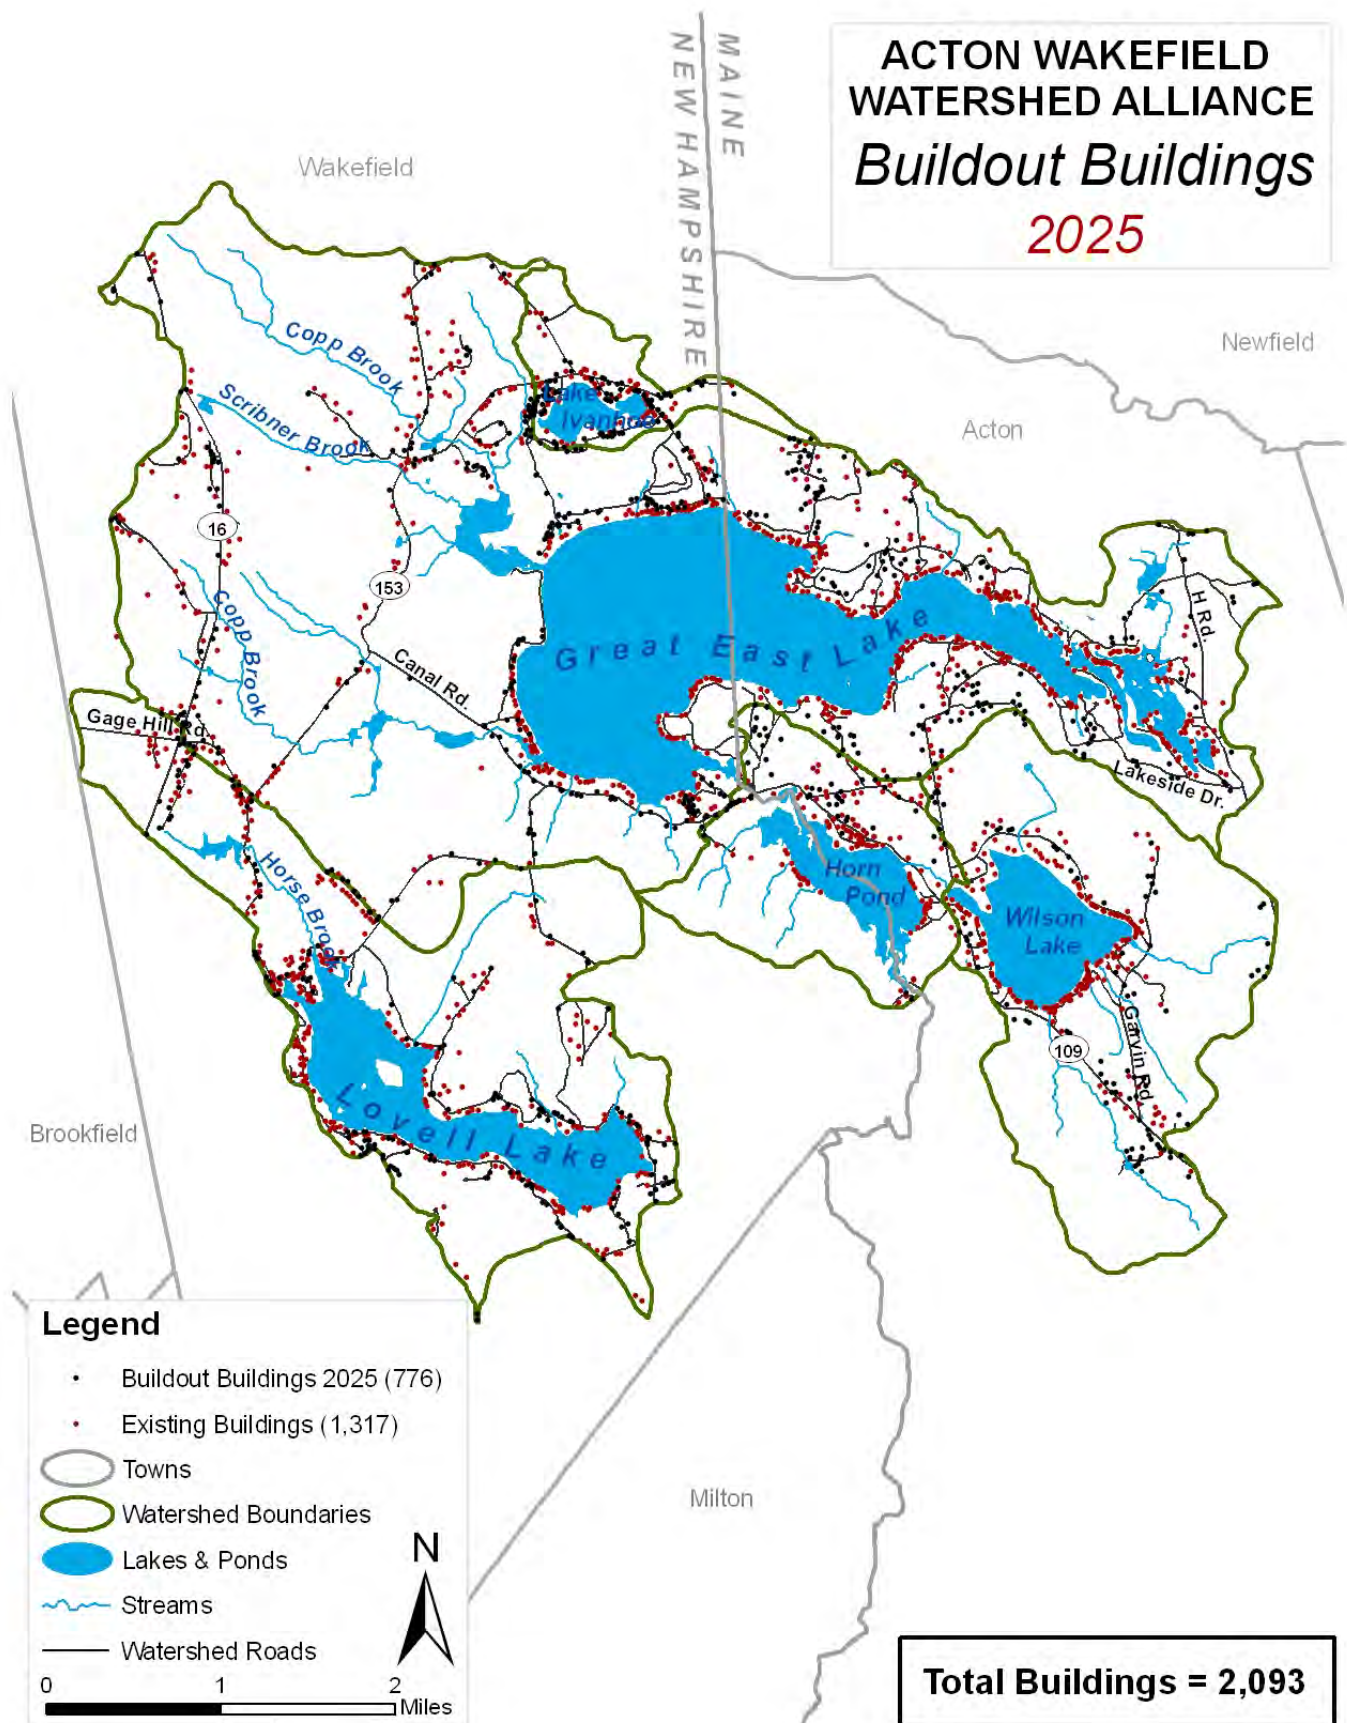 MAINE
NEW HAMPSHIRE
ACTON WAKEFIELD
WATERSHED ALLIANCE
Buildout Buildings
2025
Wakefield
Newfield
Acton
Copp Brook
Scribner Brook
Lake
Ivanhoe
16
153
Copp Brook
Great East Lake
H Rd.
Canal Rd.
Gage Hill Rd.
Lakeside Dr.
Horse Brook
Horn
Pond
Wilson
Lake
109
Garvin Rd
Lovell Lake
Brookfield
Milton
Legend
Buildout Buildings 2025 (776)
Existing Buildings (1,317)
Towns
Watershed Boundaries
Lakes & Ponds
Streams
Watershed Roads
N
0 1 2
Miles
Total Buildings = 2,093